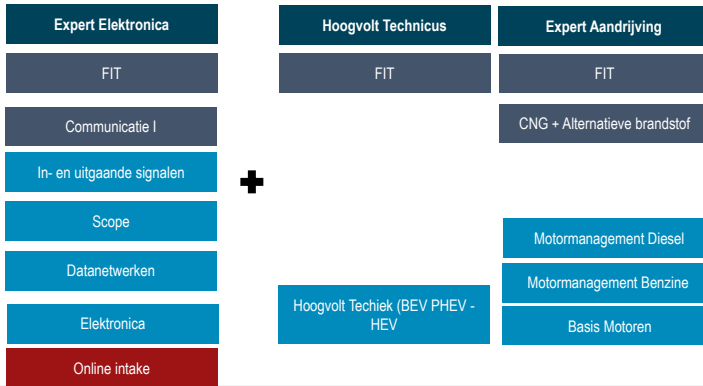 Expert Elektronica
FIT
Communicatie I
In- en uitgaande signalen
Scope
Datanetwerken
Elektronica
Online intake
Hoogvolt Technicus
FIT
Hoogvolt Techiek (BEV PHEV -
HEV
Expert Aandrijving
FIT
CNG + Alternatieve brandstof
Motormanagement Diesel
Motormanagement Benzine
Basis Motoren